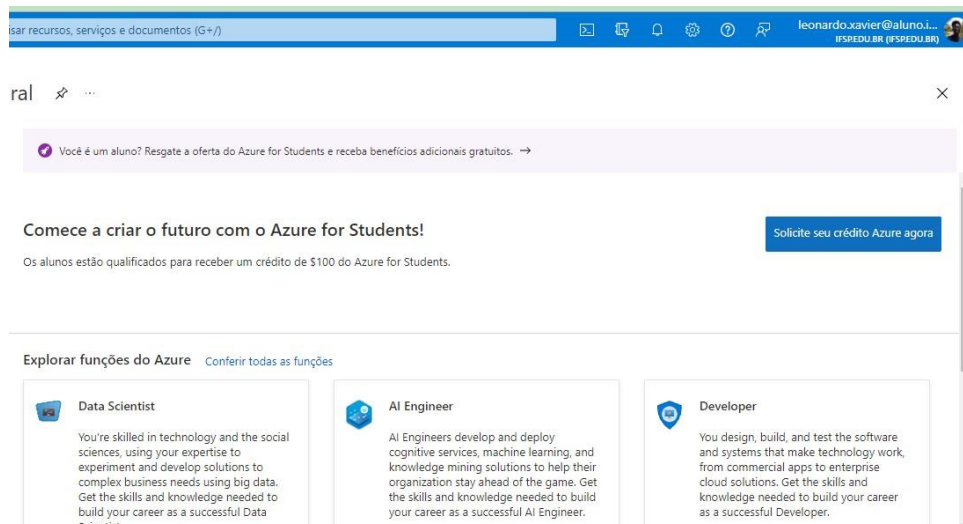 sar recursos, serviços e documentos (G+/)
leonardo.xavier@aluno.i...
IFSP.EDU.BR (IFSP.EDU.BR)
ral ...
Você é um aluno? Resgate a oferta do Azure for Students e receba benefícios adicionais gratuitos. →
Comece a criar o futuro com o Azure for Students!
Solicite seu crédito Azure agora
Os alunos estão qualificados para receber um crédito de $100 do Azure for Students.
Explorar funções do Azure Conferir todas as funções
Data Scientist
You're skilled in technology and the social
sciences, using your expertise to
experiment and develop solutions to
complex business needs using big data.
Get the skills and knowledge needed to
build your career as a successful Data
AI Engineer
AI Engineers develop and deploy
cognitive services, machine learning, and
knowledge mining solutions to help their
organization stay ahead of the game. Get
the skills and knowledge needed to build
your career as a successful AI Engineer.
Developer
You design, build, and test the software
and systems that make technology work,
from commercial apps to enterprise
cloud solutions. Get the skills and
knowledge needed to build your career
as a successful Developer.